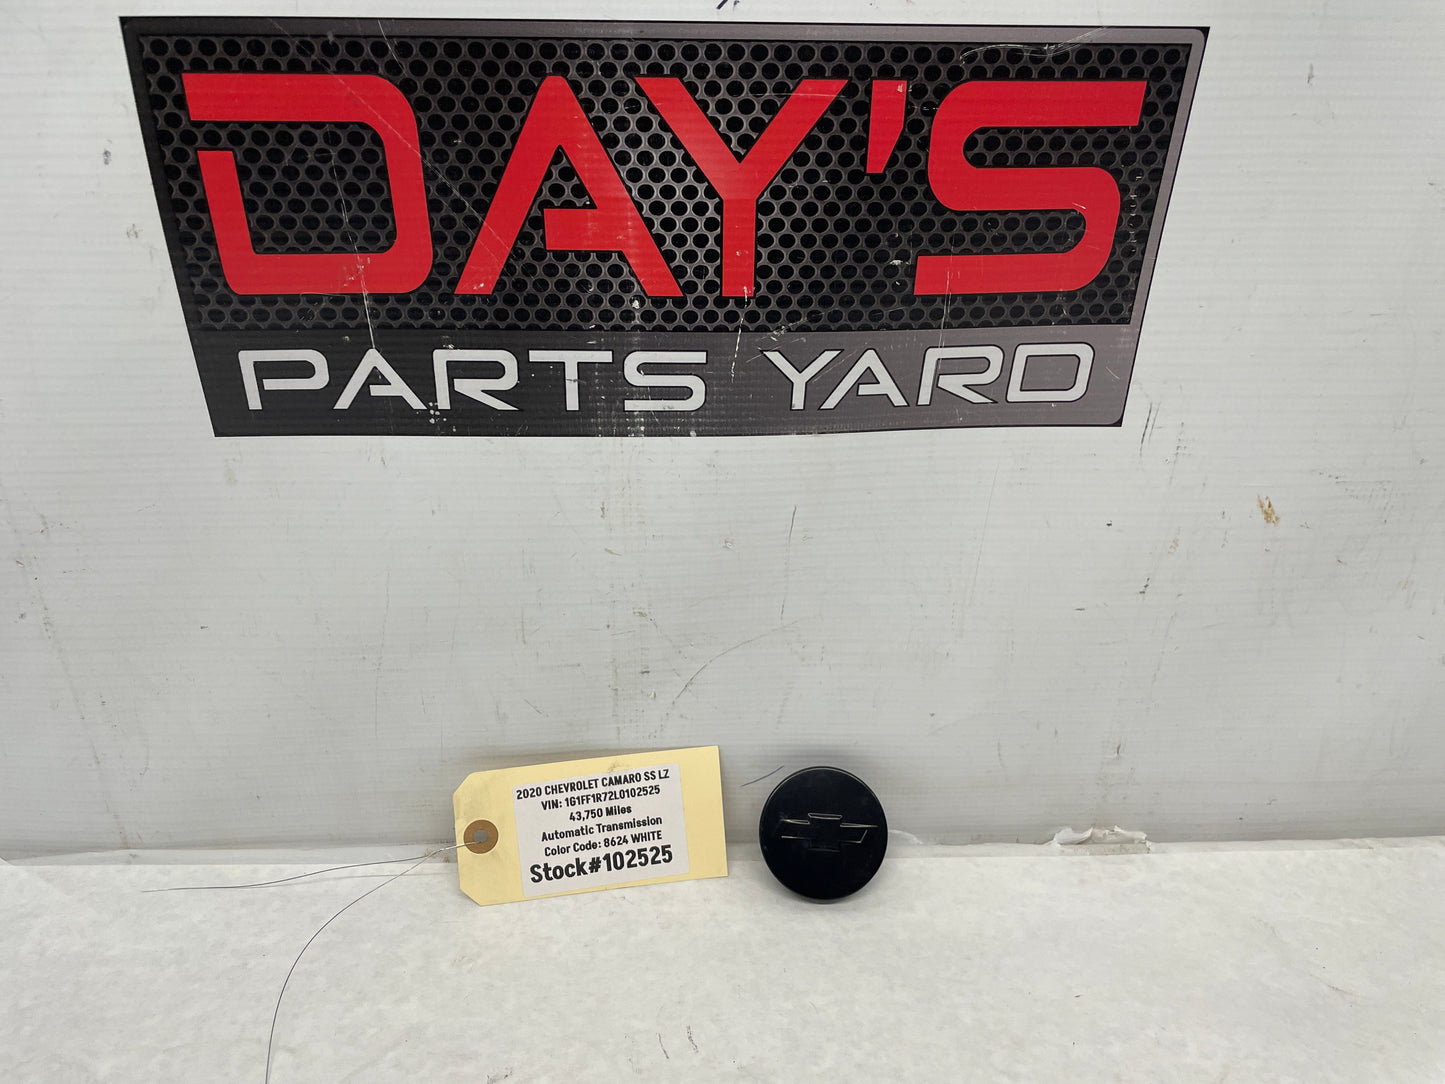 DAY'S
PARTS YARD
2020 CHEVROLET CAMARO SS LZ
VIN: 1G1FF1R72L0102525
43,750 Miles
Automatic Transmission
Color Code: 8624 WHITE
Stock#102525